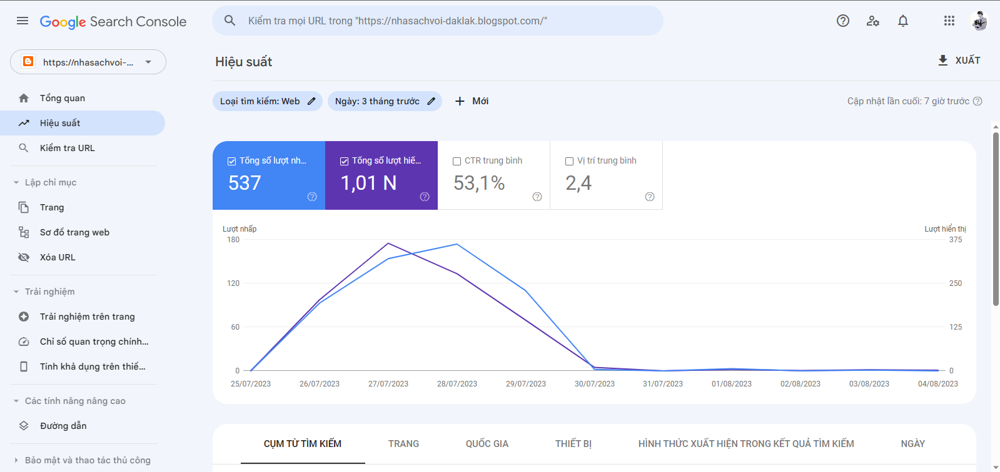 Google Search Console
Kiểm tra mọi URL trong "https://nhasachvoi-daklak.blogspot.com/"
https://nhasachvoi-...
Hiệu suất
XUẤT
Tổng quan
Hiệu suất
Kiểm tra URL
Lập chỉ mục
Trang
Sơ đồ trang web
Xóa URL
Trải nghiệm
Trải nghiệm trên trang
Chỉ số quan trọng chính...
Tính khả dụng trên thiế...
Các tính năng nâng cao
Đường dẫn
Bảo mật và thao tác thủ công
Loại tìm kiếm: Web
Ngày: 3 tháng trước
Mới
Cập nhật lần cuối: 7 giờ trước
Tổng số lượt nh...
537
Tổng số lượt hiể...
1,01 N
CTR trung bình
53,1%
Vị trí trung bình
2,4
Lượt nhấp
Lượt hiển thị
180
375
120
250
60
125
0
0
25/07/2023
26/07/2023
27/07/2023
28/07/2023
29/07/2023
30/07/2023
31/07/2023
01/08/2023
02/08/2023
03/08/2023
04/08/2023
CỤM TỪ TÌM KIẾM
TRANG
QUỐC GIA
THIẾT BỊ
HÌNH THỨC XUẤT HIỆN TRONG KẾT QUẢ TÌM KIẾM
NGÀY